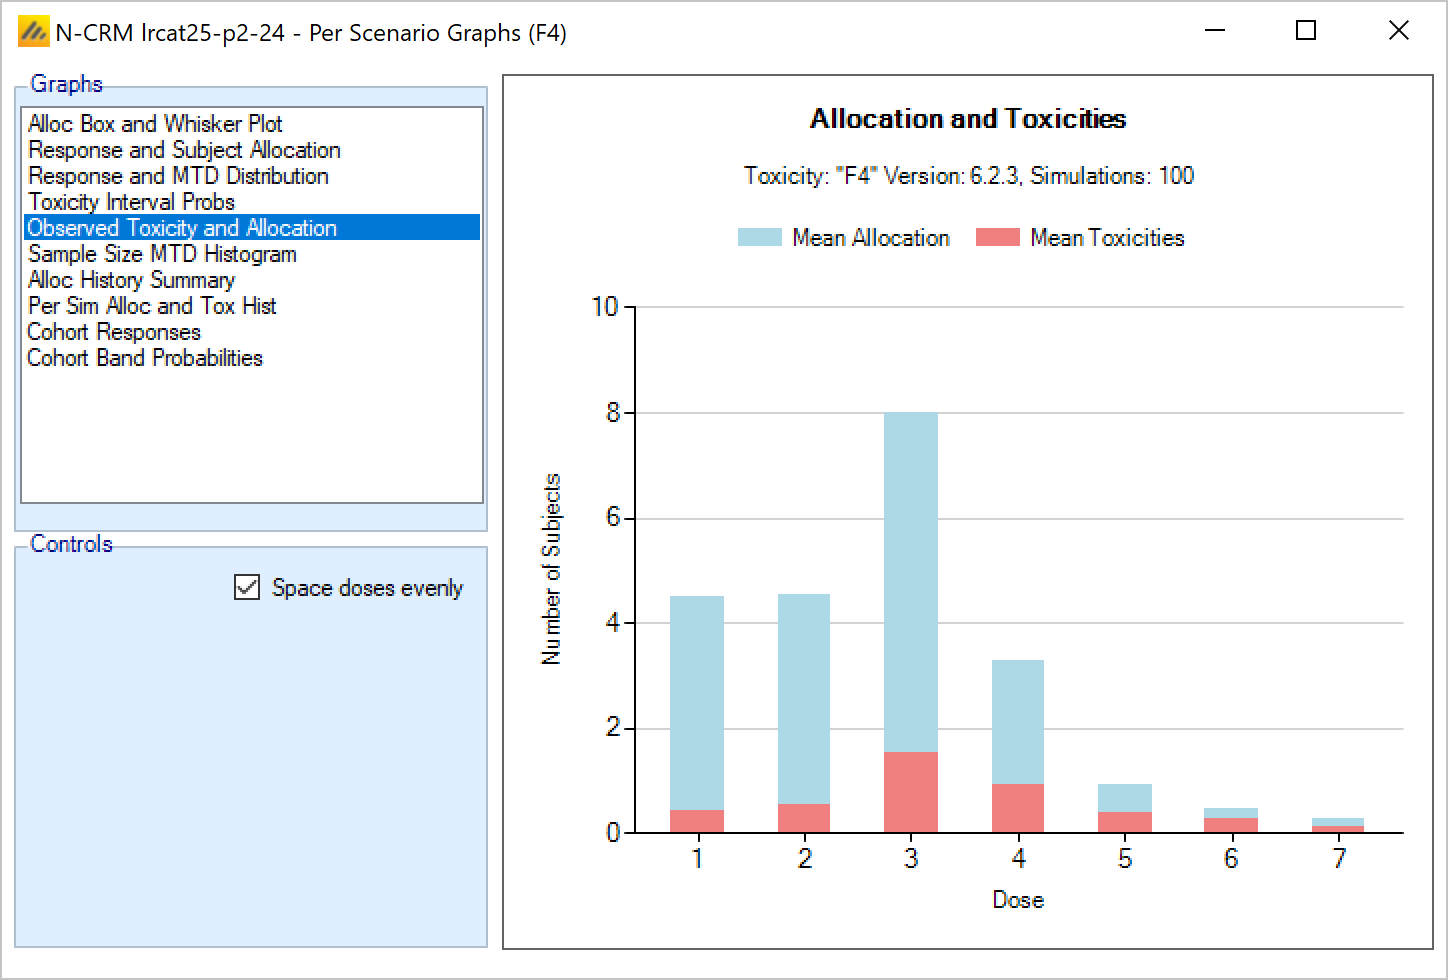 N-CRM lrcat25-p2-24 - Per Scenario Graphs (F4)
Graphs
Alloc Box and Whisker Plot
Response and Subject Allocation
Response and MTD Distribution
Toxicity Interval Probs
Observed Toxicity and Allocation
Sample Size MTD Histogram
Alloc History Summary
Per Sim Alloc and Tox Hist
Cohort Responses
Cohort Band Probabilities
Controls
Space doses evenly
Allocation and Toxicities
Toxicity: "F4" Version: 6.2.3, Simulations: 100
Mean Allocation Mean Toxicities
Number of Subjects
10
8
6
4
2
0
1 2 3 4 5 6 7
Dose